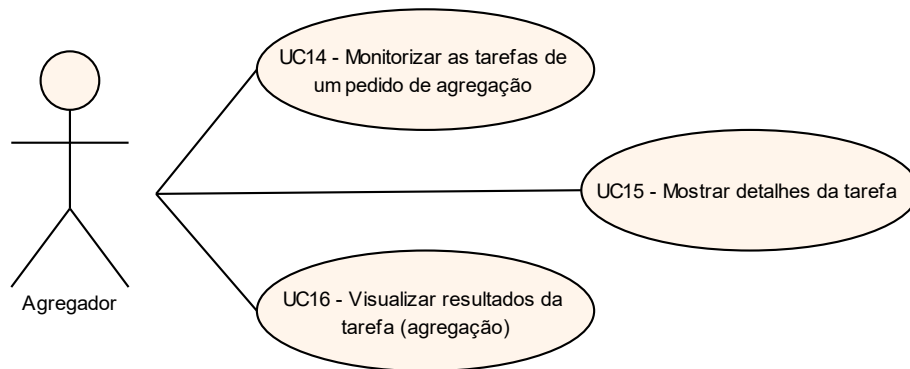 UC14 - Monitorizar as tarefas de
um pedido de agregação
UC15 - Mostrar detalhes da tarefa
Agregador
UC16 - Visualizar resultados da
tarefa (agregação)